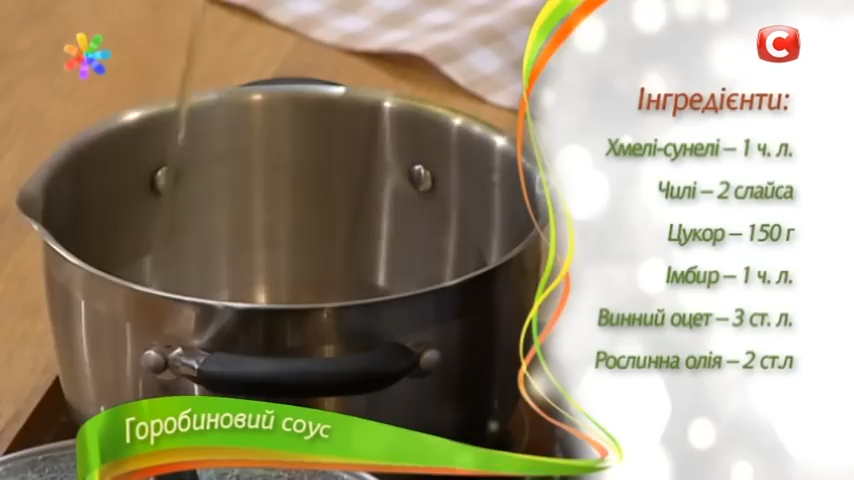 С
Інгредієнти:
Хмелі-сунелі – 1 ч. л.
Чилі – 2 слайса
Цукор – 150 г
Імбир – 1 ч. л.
Винний оцет – 3 ст. л.
Рослинна олія – 2 ст.л
Горобиновий соус